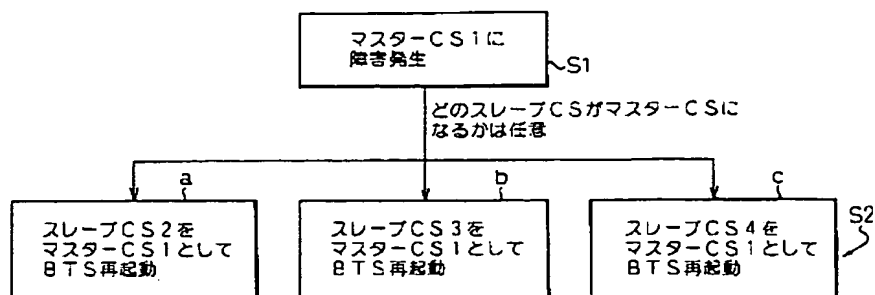 マスターCS1に
障害発生
S1
どのスレーブCSがマスターCSに
なるかは任意
a
b
c
スレーブCS2を
マスターCS1として
BTS再起動
スレーブCS3を
マスターCS1として
BTS再起動
スレーブCS4を
マスターCS1として
BTS再起動
S2